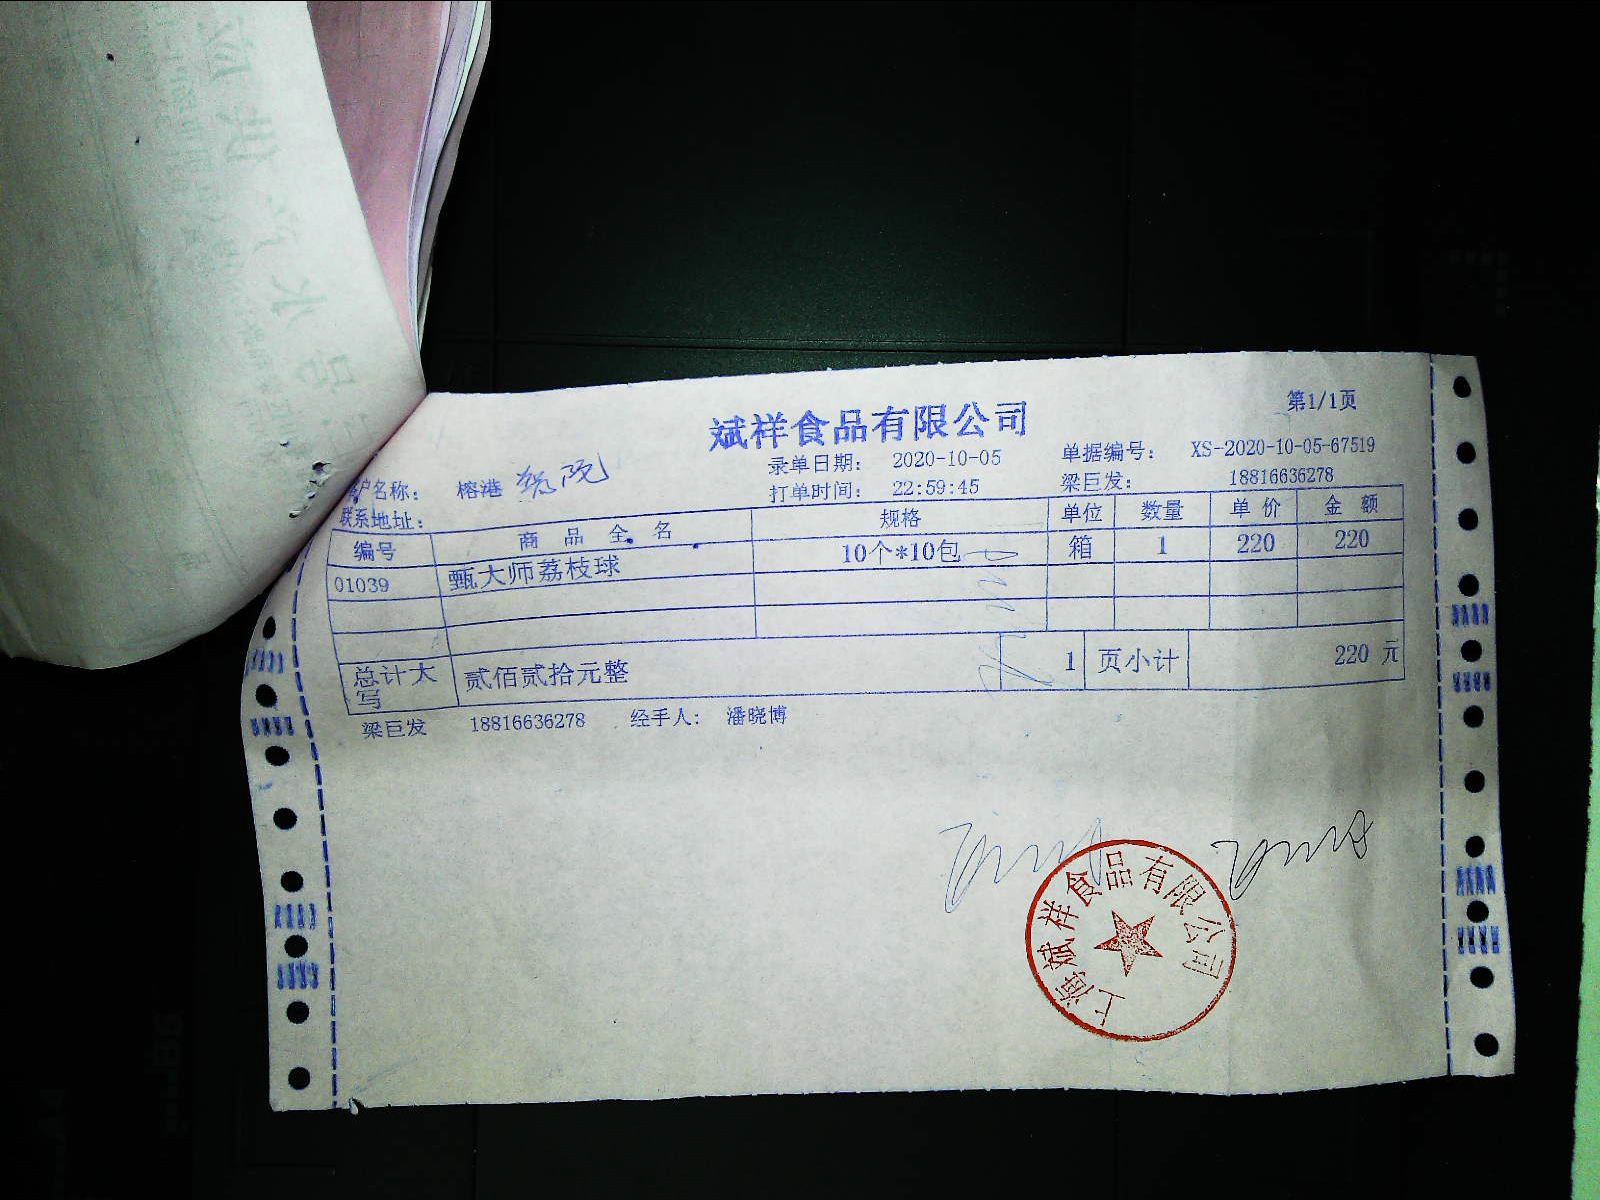 第1/1页
斌祥食品有限公司
录单日期： 2020-10-05 单据编号： XS-2020-10-05-67519
客户名称： 榕港 打单时间： 22:59:45 梁巨发： 18816636278
联系地址：
编号 商品全名 规格 单位 数量 单价 金额
01039 甄大师荔枝球 10个*10包 箱 1 220 220
总计大写 贰佰贰拾元整 1 页小计 220 元
梁巨发 18816636278 经手人： 潘晓博
上海斌祥食品有限公司